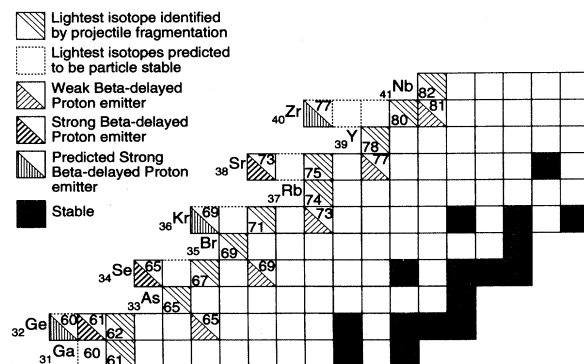 Lightest isotope identified
by projectile fragmentation
Lightest isotopes predicted
to be particle stable
Weak Beta-delayed
Proton emitter
Strong Beta-delayed
Proton emitter
Predicted Strong
Beta-delayed Proton
emitter
Stable
41Nb 82
40Zr 77 80 81
39Y 78
38Sr 73 75 77
37Rb 74
36Kr 69 71 73
35Br 69
34Se 65 67 69
33As 65
32Ge 60 61 62 65
31Ga 60 61